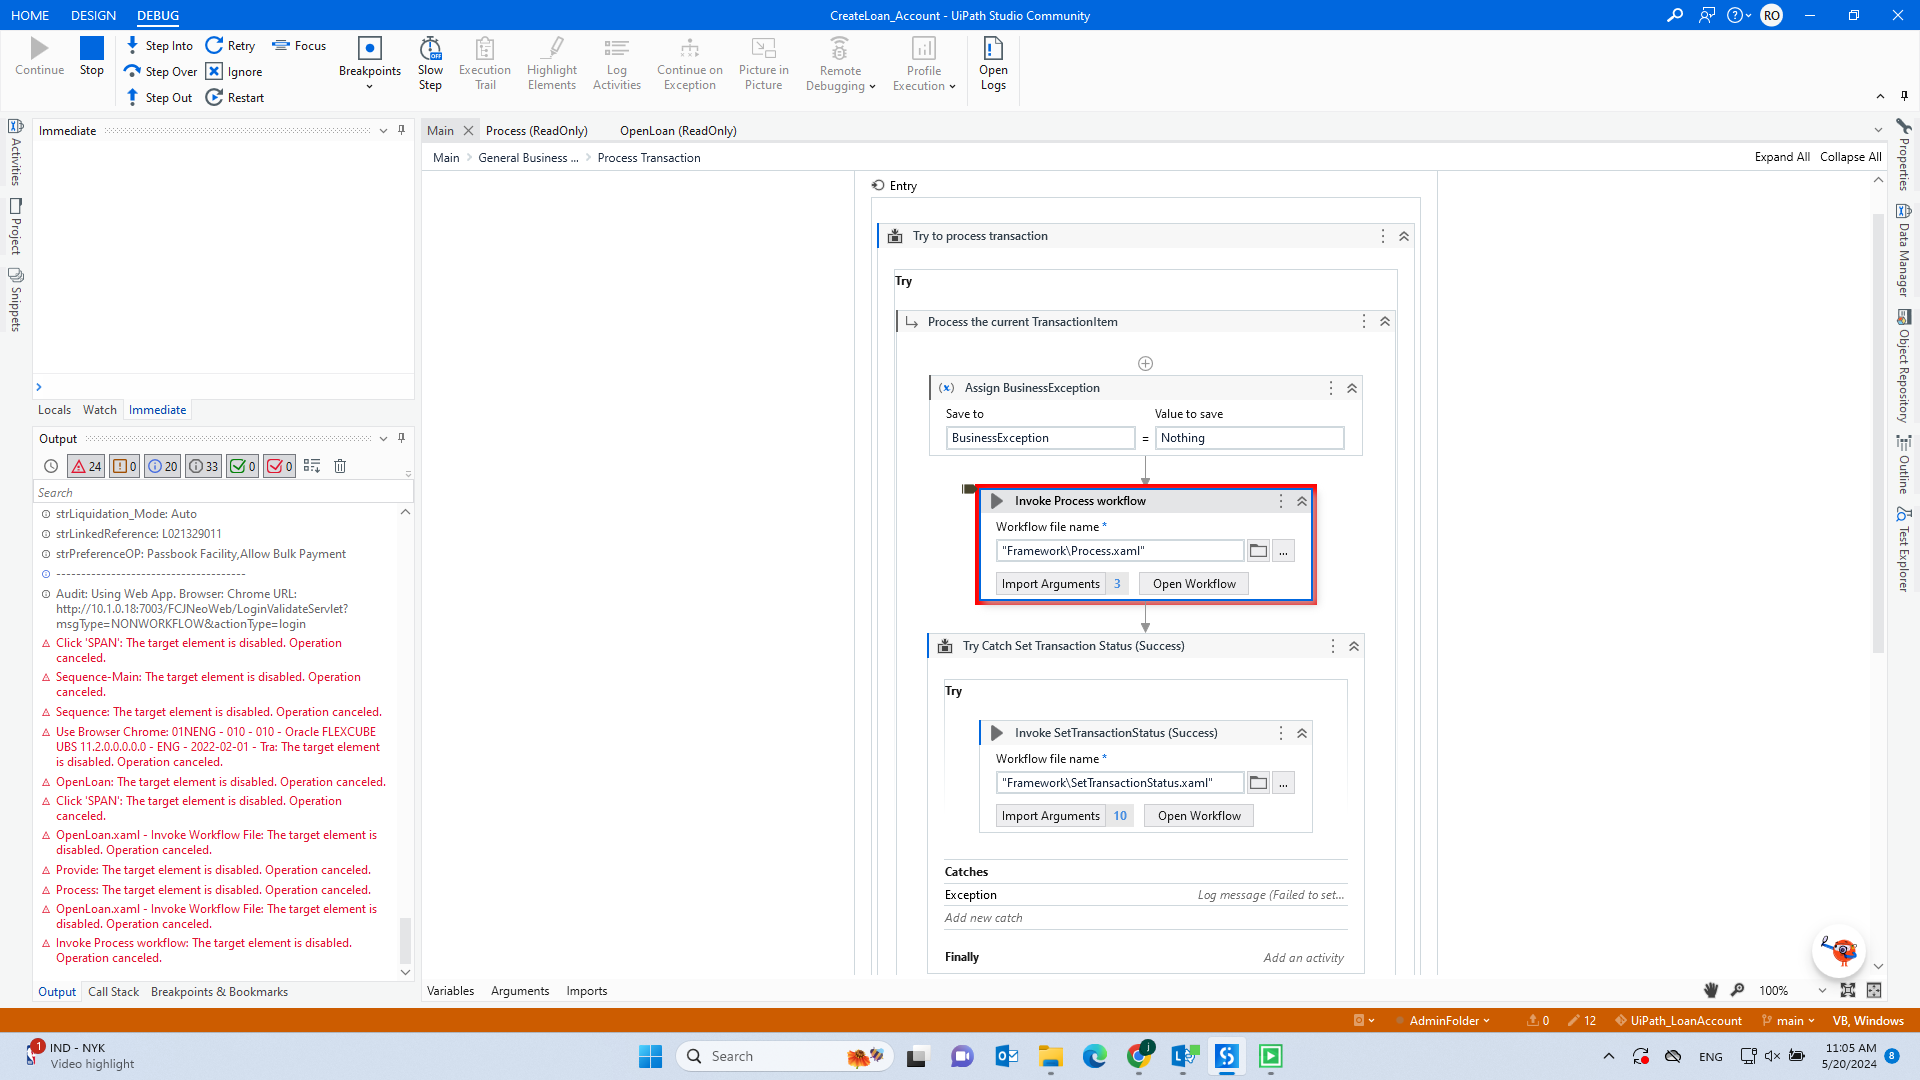 HOME DESIGN DEBUG
CreateLoan_Account - UiPath Studio Community
RO
Continue
Stop
Step Into
Step Over
Step Out
Retry
Ignore
Restart
Focus
Breakpoints
Slow
Step
Execution
Trail
Highlight
Elements
Log
Activities
Continue on
Exception
Picture in
Picture
Remote
Debugging
Profile
Execution
Open
Logs
Activities
Project
Snippets
Immediate
Locals Watch Immediate
Output
24 0 20 33 0 0
Search
strLiquidation_Mode: Auto
strLinkedReference: L021329011
strPreferenceOP: Passbook Facility,Allow Bulk Payment
--------------------------------------
Audit: Using Web App. Browser: Chrome URL:
http://10.1.0.18:7003/FCJNeoWeb/LoginValidateServlet?
msgType=NONWORKFLOW&actionType=login
Click 'SPAN': The target element is disabled. Operation
canceled.
Sequence-Main: The target element is disabled. Operation
canceled.
Sequence: The target element is disabled. Operation canceled.
Use Browser Chrome: 01NENG - 010 - 010 - Oracle FLEXCUBE
UBS 11.2.0.0.0.0.0 - ENG - 2022-02-01 - Tra: The target element
is disabled. Operation canceled.
OpenLoan: The target element is disabled. Operation canceled.
Click 'SPAN': The target element is disabled. Operation
canceled.
OpenLoan.xaml - Invoke Workflow File: The target element is
disabled. Operation canceled.
Provide: The target element is disabled. Operation canceled.
Process: The target element is disabled. Operation canceled.
OpenLoan.xaml - Invoke Workflow File: The target element is
disabled. Operation canceled.
Invoke Process workflow: The target element is disabled.
Operation canceled.
Output Call Stack Breakpoints & Bookmarks
Main Process (ReadOnly) OpenLoan (ReadOnly)
Main General Business ... Process Transaction
Expand All Collapse All
Entry
Try to process transaction
Try
Process the current TransactionItem
Assign BusinessException
Save to Value to save
BusinessException = Nothing
Invoke Process workflow
Workflow file name *
"Framework\Process.xaml"
...
Import Arguments 3 Open Workflow
Try Catch Set Transaction Status (Success)
Try
Invoke SetTransactionStatus (Success)
Workflow file name *
"Framework\SetTransactionStatus.xaml"
...
Import Arguments 10 Open Workflow
Catches
Exception Log message (Failed to set...
Add new catch
Finally Add an activity
Variables Arguments Imports
100%
Properties
Data Manager
Object Repository
Outline
Test Explorer
AdminFolder 0 12 UiPath_LoanAccount main VB, Windows
1
IND - NYK
Video highlight
Search
j
ENG
11:05 AM
5/20/2024
8